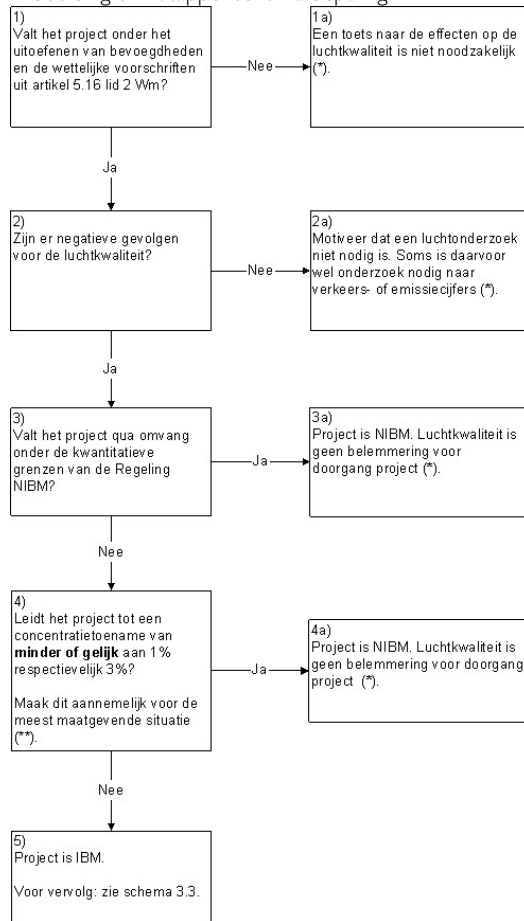 1)
Valt het project onder het
uitoefenen van bevoegdheden
en de wettelijke voorschriften
uit artikel 5.16 lid 2 Wm?
Nee
1a)
Een toets naar de effecten op de
luchtkwaliteit is niet noodzakelijk
(*).
Ja
2)
Zijn er negatieve gevolgen
voor de luchtkwaliteit?
Nee
2a)
Motiveer dat een luchtonderzoek
niet nodig is. Soms is daarvoor
wel onderzoek nodig naar
verkeers- of emissiecijfers (*).
Ja
3)
Valt het project qua omvang
onder de kwantitatieve
grenzen van de Regeling
NIBM?
Ja
3a)
Project is NIBM. Luchtkwaliteit is
geen belemmering voor
doorgang project (*).
Nee
4)
Leidt het project tot een
concentratietoename van
minder of gelijk aan 1%
respectievelijk 3%?
Maak dit aannemelijk voor de
meest maatgevende situatie
(**).
Ja
4a)
Project is NIBM. Luchtkwaliteit is
geen belemmering voor doorgang
project (*).
Nee
5)
Project is IBM.
Voor vervolg: zie schema 3.3.